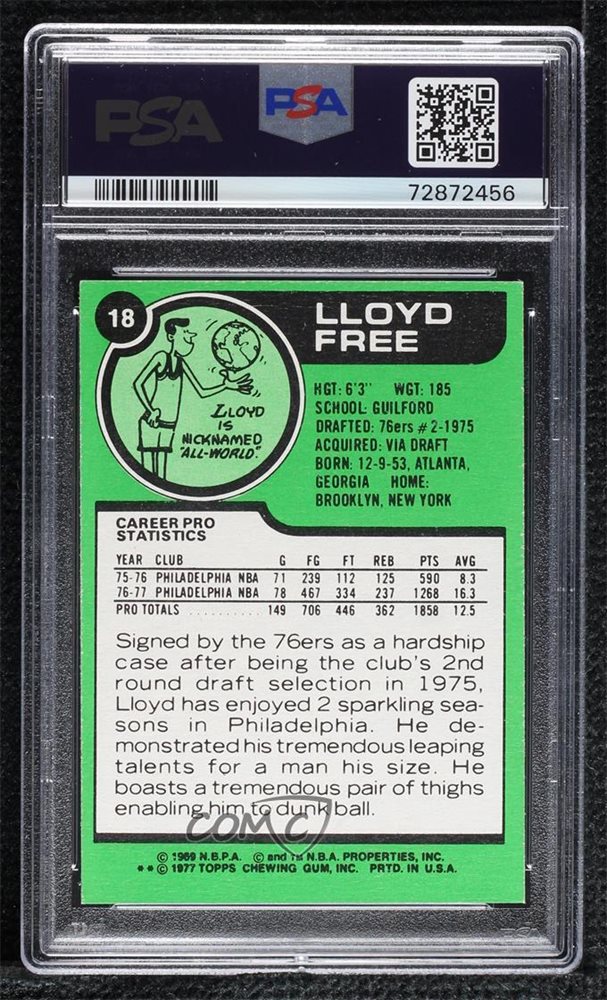 PSA PSA
72872456
18
LLOYD
FREE
LLOYD
IS
NICKNAMED
"ALL-WORLD".
HGT: 6'3" WGT: 185
SCHOOL: GUILFORD
DRAFTED: 76ers #2-1975
ACQUIRED: VIA DRAFT
BORN: 12-9-53, ATLANTA,
GEORGIA HOME:
BROOKLYN, NEW YORK
CAREER PRO
STATISTICS
YEAR CLUB G FG FT REB PTS AVG
75-76 PHILADELPHIA NBA 71 239 112 125 590 8.3
76-77 PHILADELPHIA NBA 78 467 334 237 1268 16.3
PRO TOTALS .......... 149 706 446 362 1858 12.5
Signed by the 76ers as a hardship
case after being the club's 2nd
round draft selection in 1975,
Lloyd has enjoyed 2 sparkling sea-
sons in Philadelphia. He de-
monstrated his tremendous leaping
talents for a man his size. He
boasts a tremendous pair of thighs
enabling him to dunk ball.
COMC
© 1969 N.B.P.A. © and TM N.B.A. PROPERTIES, INC.
** © 1977 TOPPS CHEWING GUM, INC. PRTD. IN U.S.A.